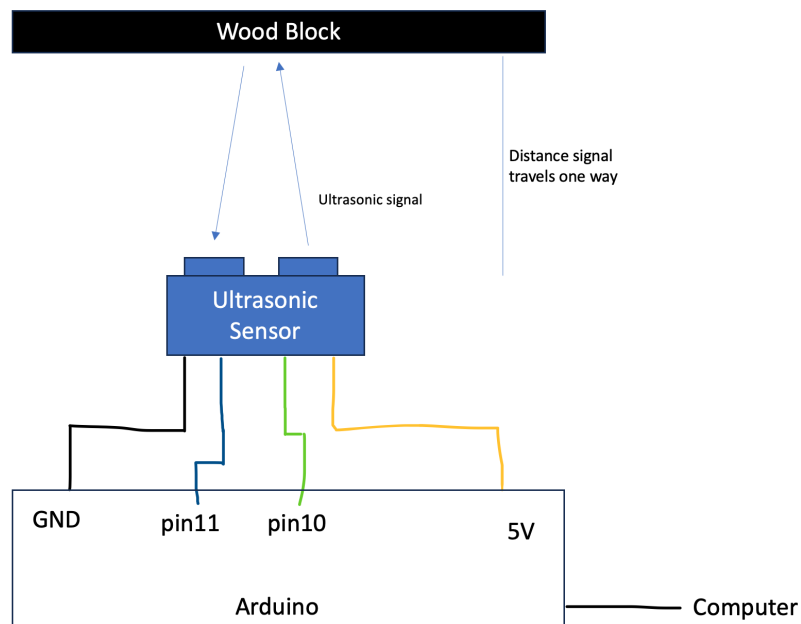 Wood Block
Distance signal
travels one way
Ultrasonic signal
Ultrasonic
Sensor
GND
pin11
pin10
5V
Arduino
Computer